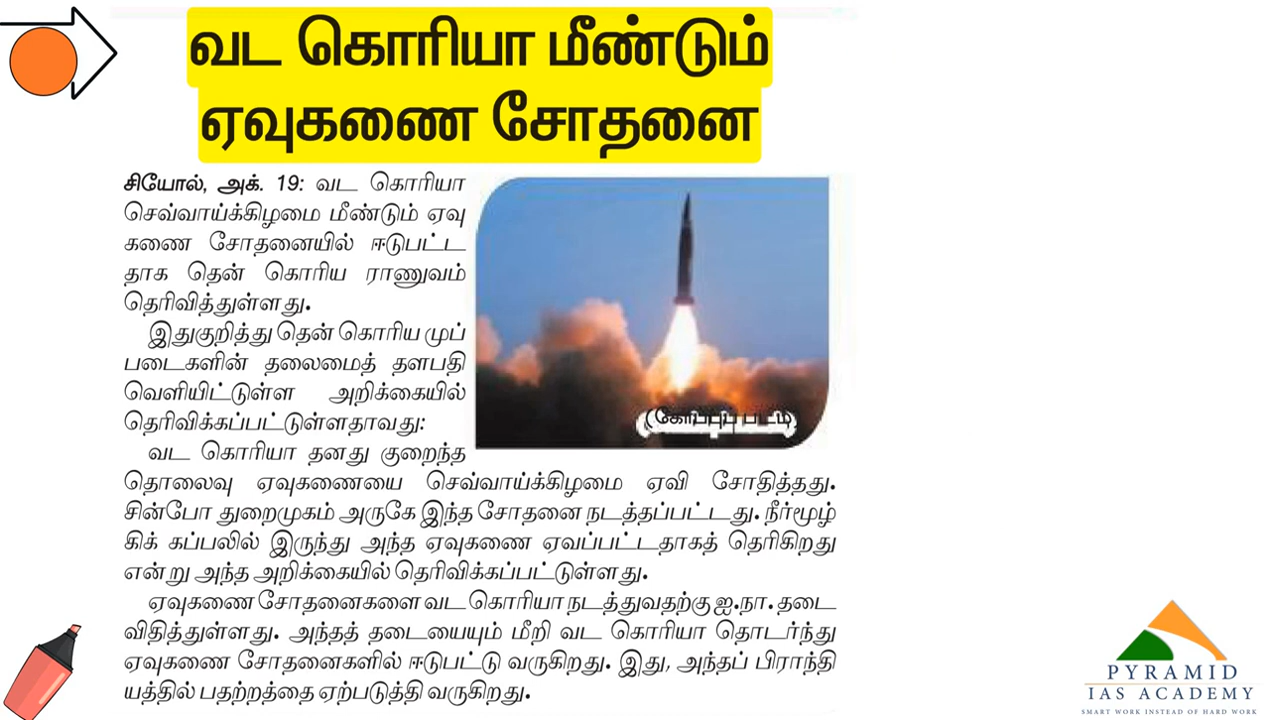 வட கொரியா மீண்டும்
ஏவுகணை சோதனை
சியோல், அக். 19: வட கொரியா
செவ்வாய்க்கிழமை மீண்டும் ஏவு
கணை சோதனையில் ஈடுபட்ட
தாக தென் கொரிய ராணுவம்
தெரிவித்துள்ளது.
இதுகுறித்து தென் கொரிய முப்
படைகளின் தலைமைத் தளபதி
வெளியிட்டுள்ள அறிக்கையில்
தெரிவிக்கப்பட்டுள்ளதாவது:
வட கொரியா தனது குறைந்த
தொலைவு ஏவுகணையை செவ்வாய்க்கிழமை ஏவி சோதித்தது.
சின்போ துறைமுகம் அருகே இந்த சோதனை நடத்தப்பட்டது. நீர்மூழ்
கிக் கப்பலில் இருந்து அந்த ஏவுகணை ஏவப்பட்டதாகத் தெரிகிறது
என்று அந்த அறிக்கையில் தெரிவிக்கப்பட்டுள்ளது.
ஏவுகணை சோதனைகளை வட கொரியா நடத்துவதற்கு ஐ.நா. தடை
விதித்துள்ளது. அந்தத் தடையையும் மீறி வட கொரியா தொடர்ந்து
ஏவுகணை சோதனைகளில் ஈடுபட்டு வருகிறது. இது, அந்தப் பிராந்தி
யத்தில் பதற்றத்தை ஏற்படுத்தி வருகிறது.
(கோப்புப் படம்)
PYRAMID
IAS ACADEMY
SMART WORK INSTEAD OF HARD WORK